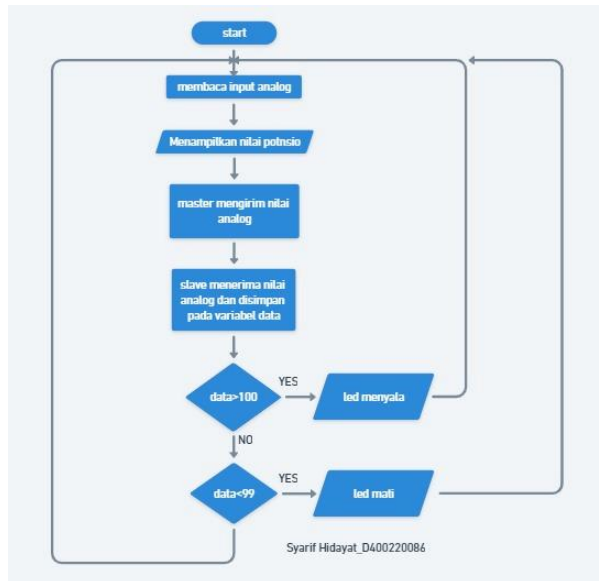 start
membaca input analog
Menampilkan nilai potnsio
master mengirim nilai
analog
slave menerima nilai
analog dan disimpan
pada variabel data
data>100
YES
led menyala
NO
data<99
YES
led mati
Syarif Hidayat_D400220086